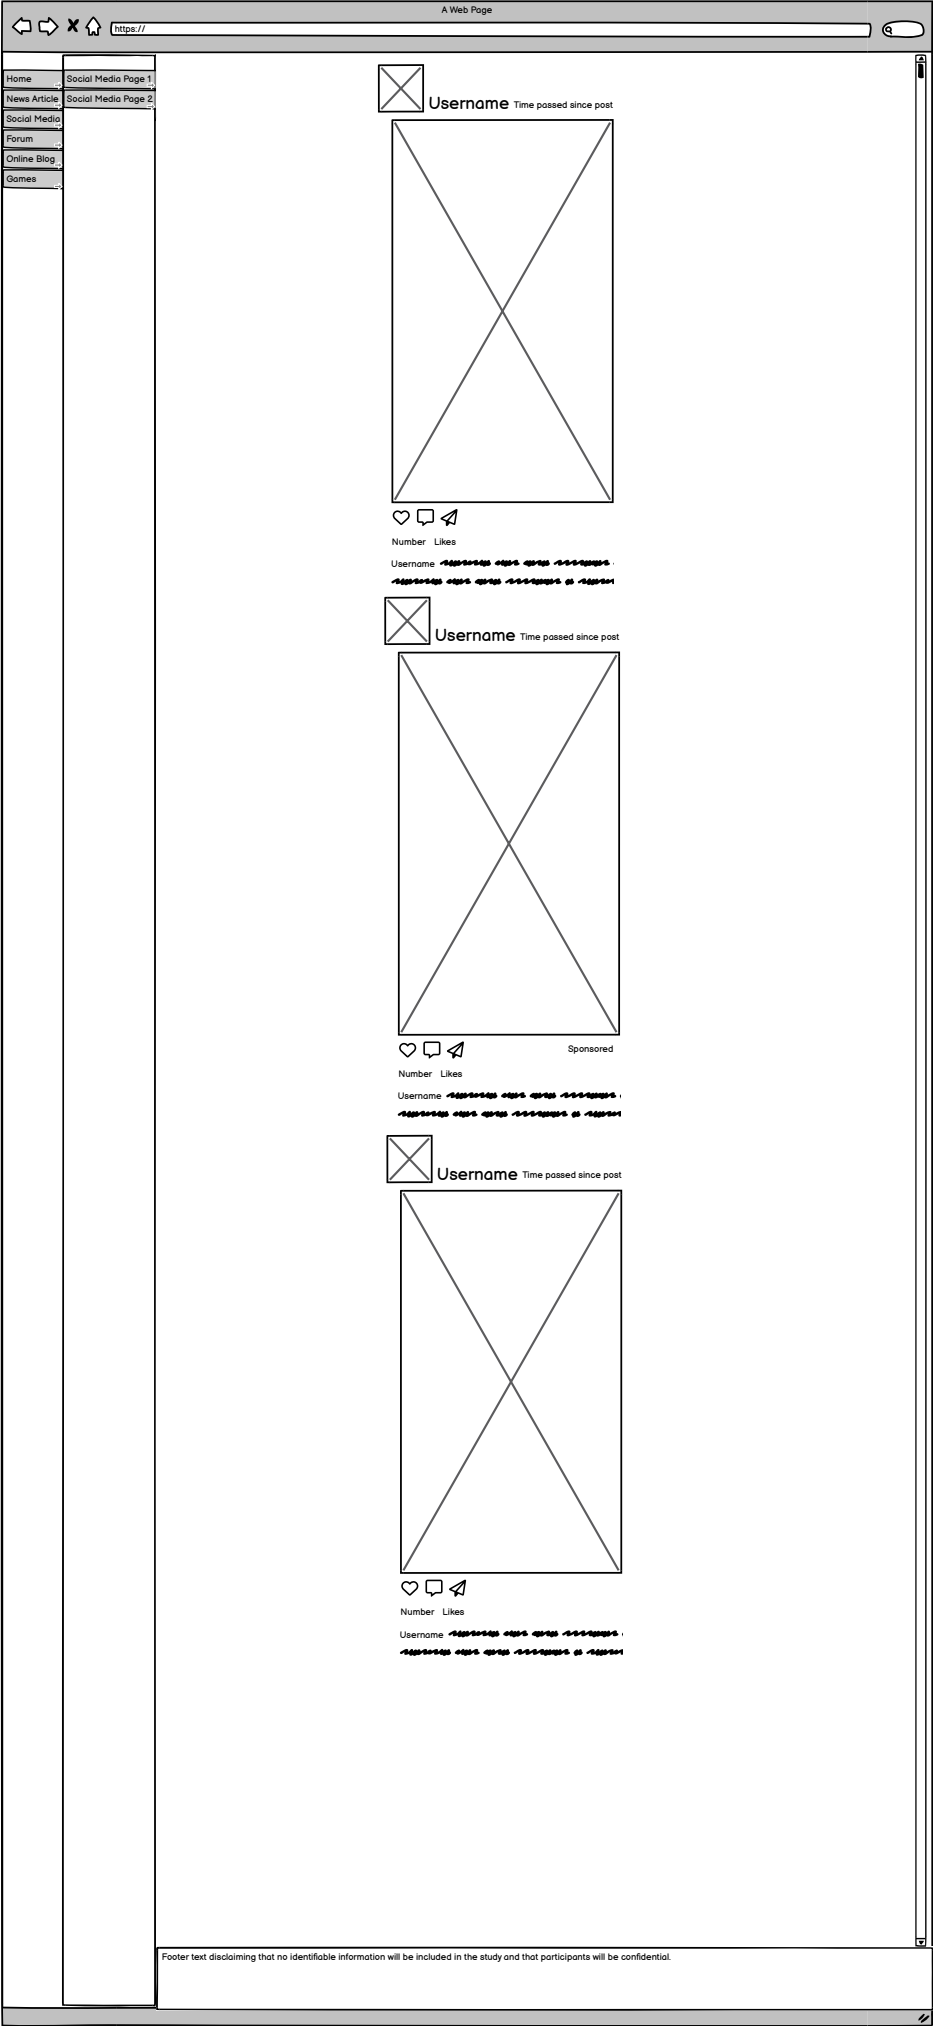 A Web Page
https://
Home
News Article
Social Media
Forum
Online Blog
Games
Social Media Page 1
Social Media Page 2
Username Time passed since post
Number Likes
Username
Username Time passed since post
Sponsored
Number Likes
Username
Username Time passed since post
Number Likes
Username
Footer text disclaiming that no identifiable information will be included in the study and that participants will be confidential.